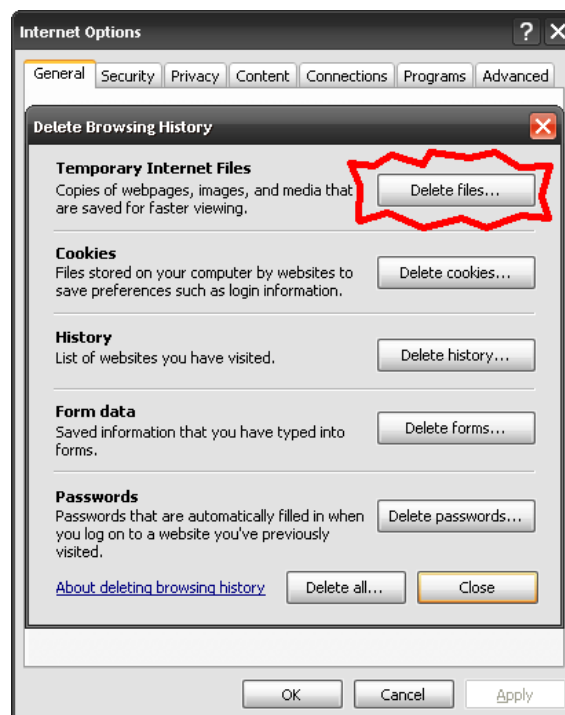 Internet Options
General Security Privacy Content Connections Programs Advanced
Delete Browsing History
Temporary Internet Files
Copies of webpages, images, and media that
are saved for faster viewing.
Delete files...
Cookies
Files stored on your computer by websites to
save preferences such as login information.
Delete cookies...
History
List of websites you have visited.
Delete history...
Form data
Saved information that you have typed into
forms.
Delete forms...
Passwords
Passwords that are automatically filled in when
you log on to a website you've previously
visited.
Delete passwords...
About deleting browsing history Delete all... Close
OK Cancel Apply